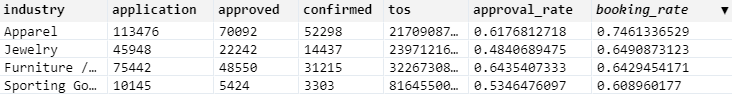 industry application approved confirmed tos approval_rate booking_rate ▼
Apparel 113476 70092 52298 21709087… 0.6176812718 0.7461336529
Jewelry 45948 22242 14437 23971216… 0.4840689475 0.6490873123
Furniture /… 75442 48550 31215 32267308… 0.6435407333 0.6429454171
Sporting Go… 10145 5424 3303 81645500… 0.5346476097 0.608960177